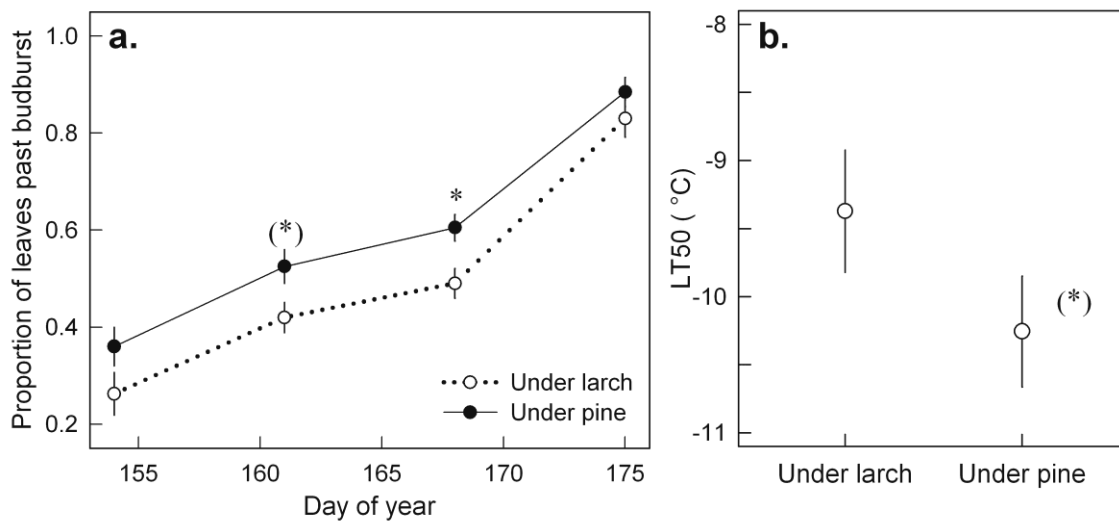 a.
Proportion of leaves past budburst
1.0
0.8
0.6
0.4
0.2
(*)
*
Under larch
Under pine
155 160 165 170 175
Day of year
b.
LT50 ( °C)
-8
-9
-10
-11
(*)
Under larch Under pine